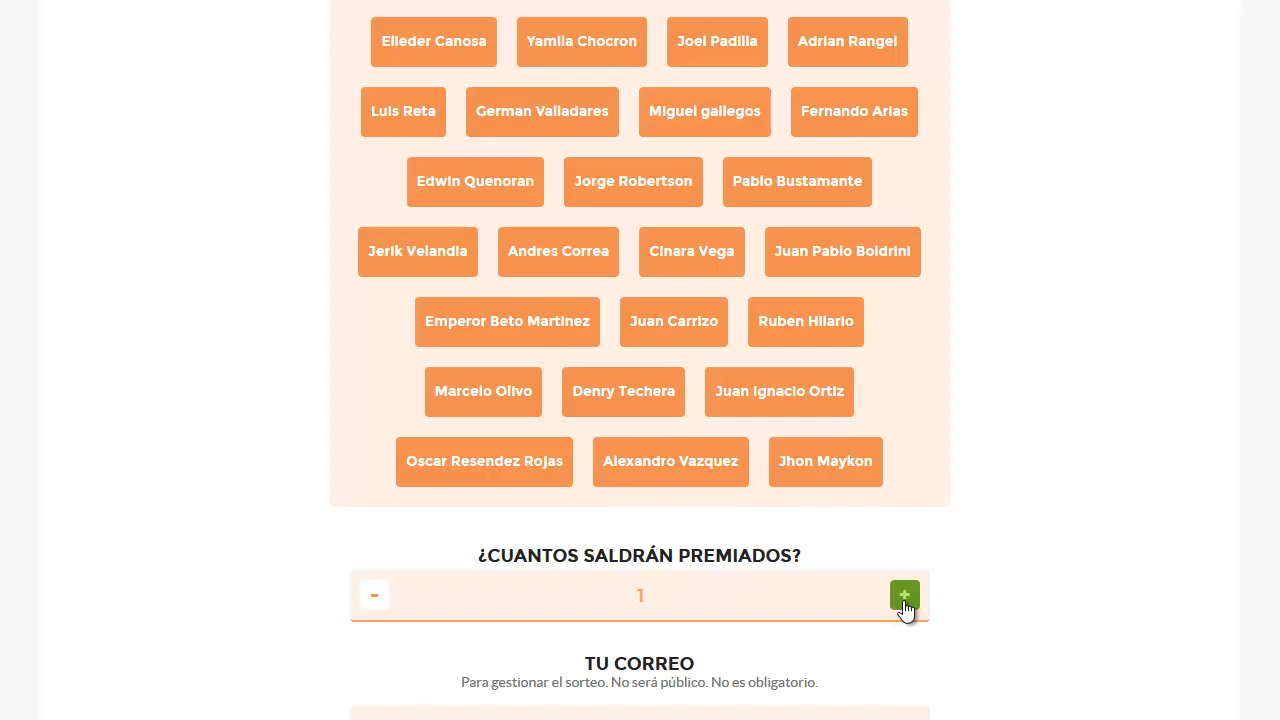 Elleder Canosa Yamila Chocron Joel Padilla Adrian Rangel
Luis Reta German Valladares Miguel gallegos Fernando Arias
Edwin Quenoran Jorge Robertson Pablo Bustamante
Jerik Velandia Andres Correa Cinara Vega Juan Pablo Boldrini
Emperor Beto Martinez Juan Carrizo Ruben Hilario
Marcelo Olivo Denry Techera Juan Ignacio Ortiz
Oscar Resendez Rojas Alexandro Vazquez Jhon Maykon
¿CUANTOS SALDRÁN PREMIADOS?
- 1 +
TU CORREO
Para gestionar el sorteo. No será público. No es obligatorio.